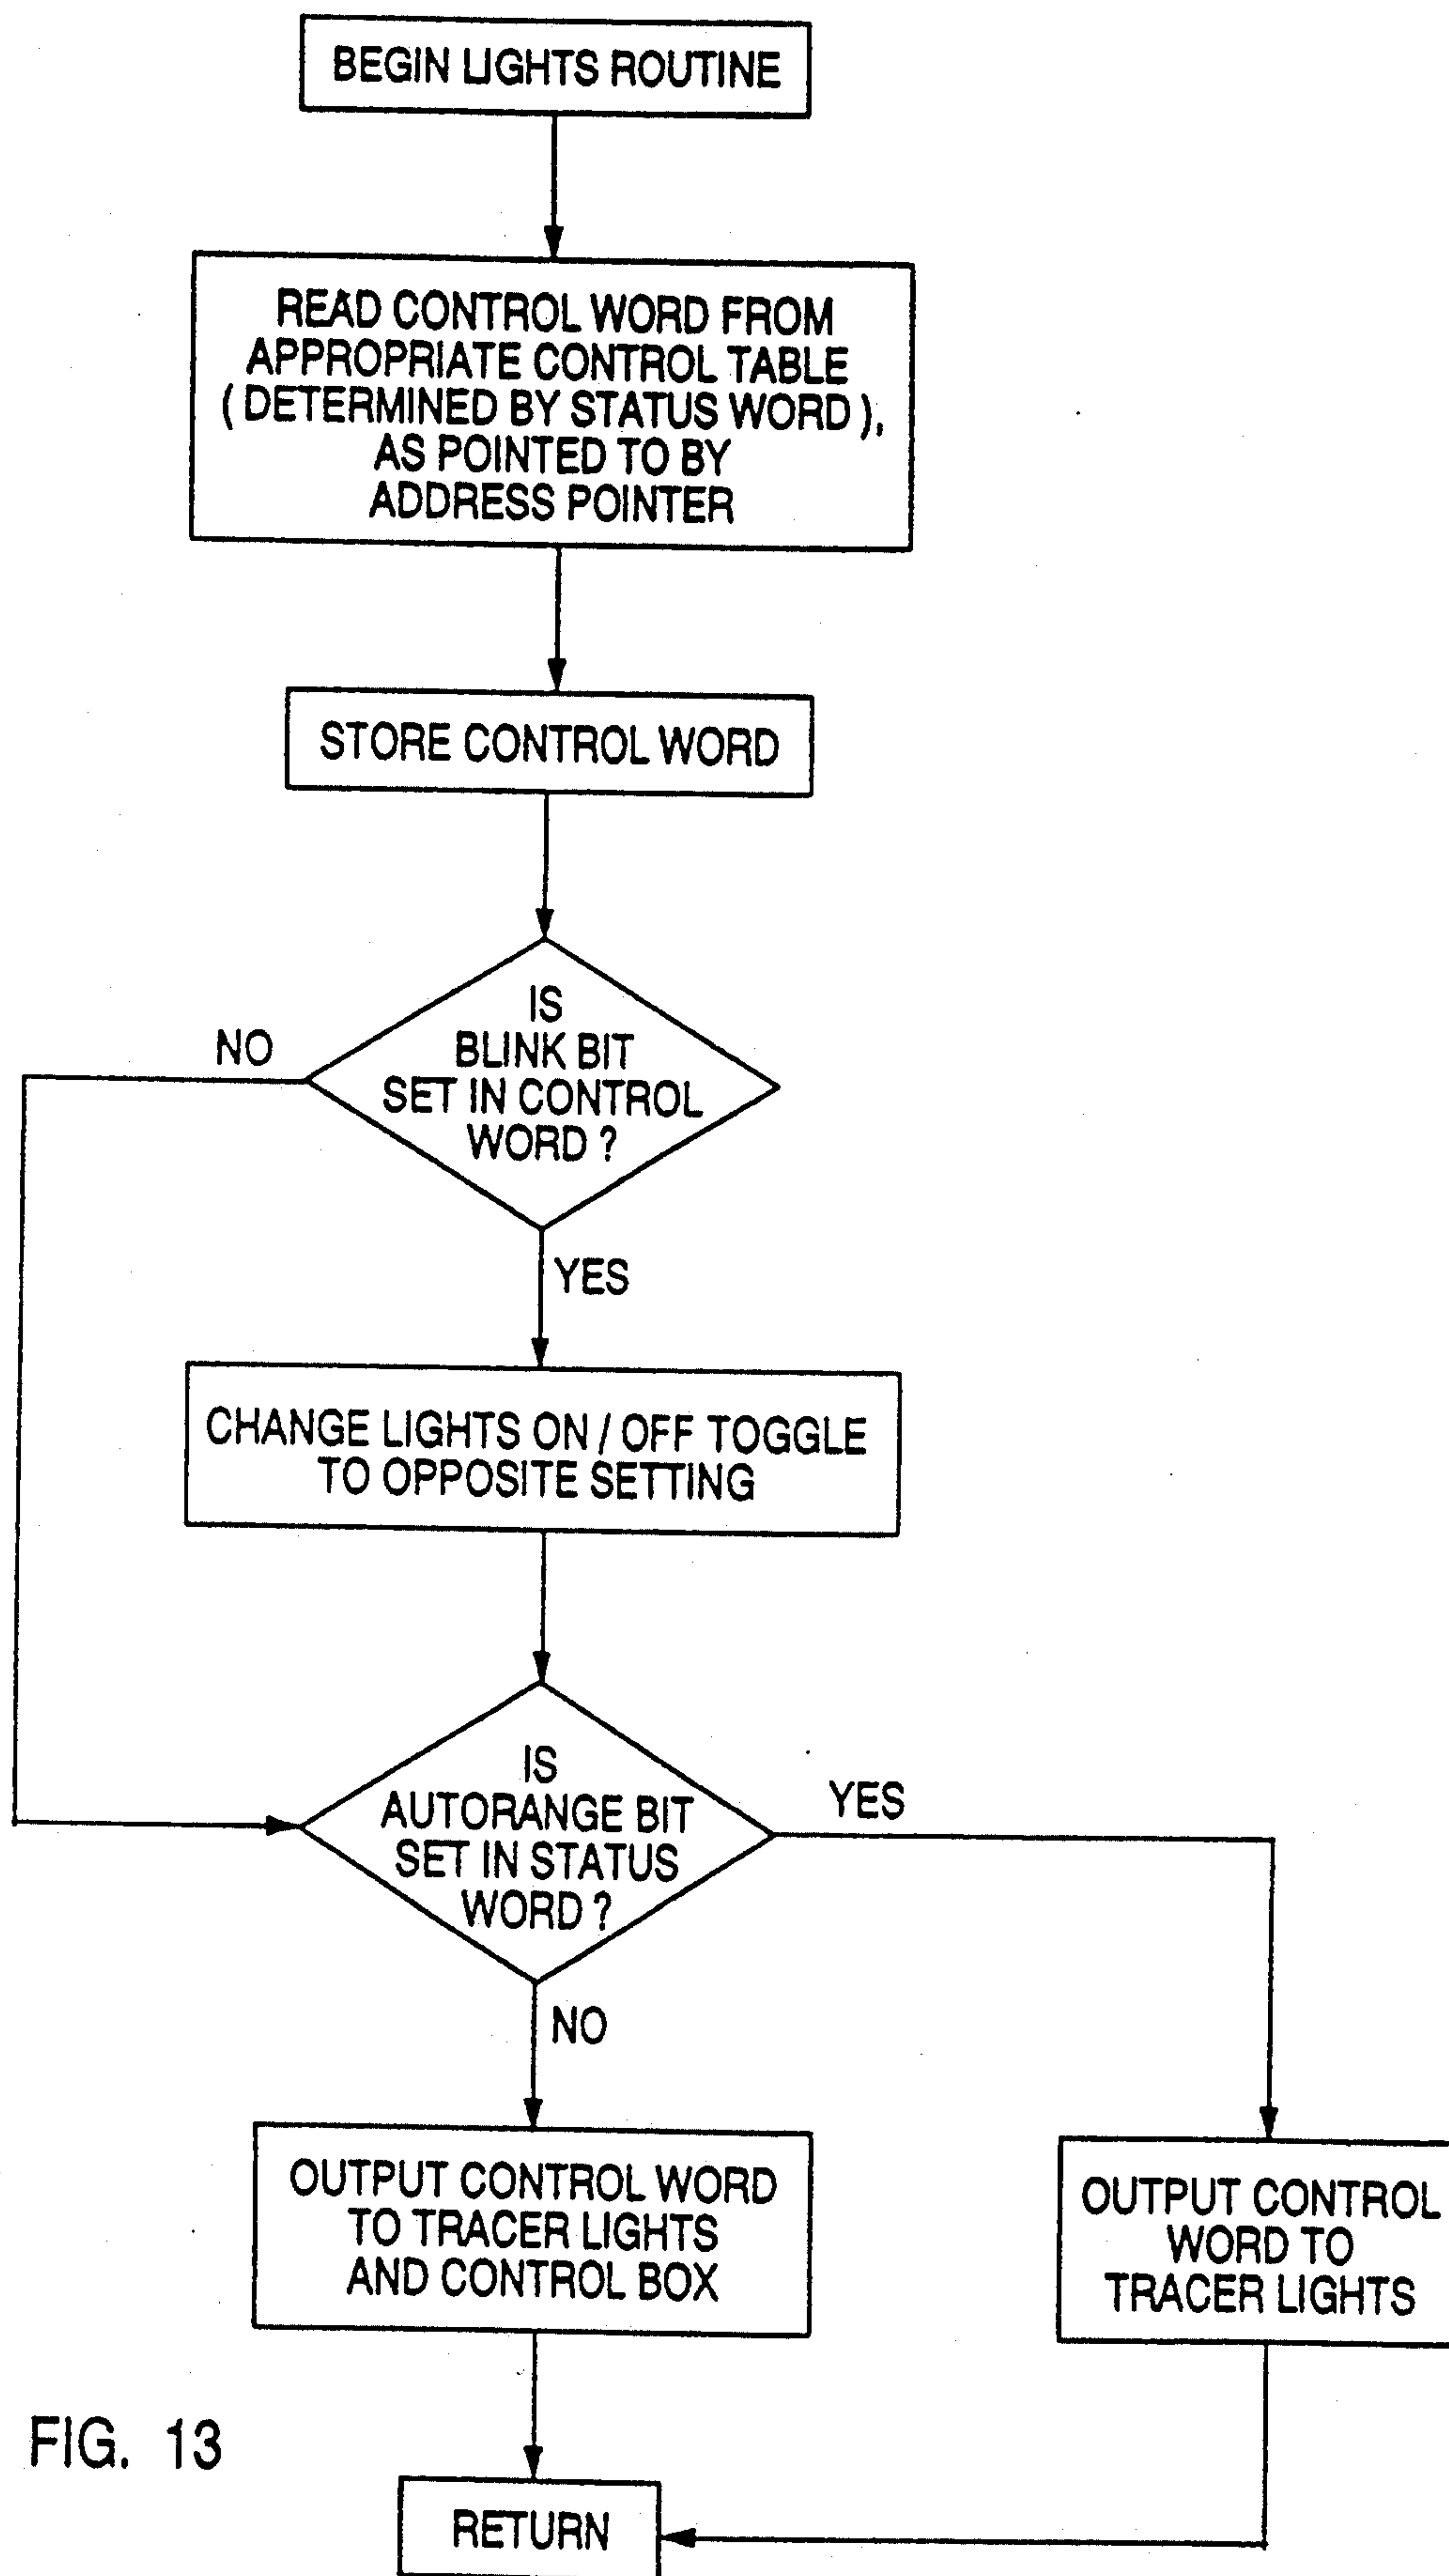 BEGIN LIGHTS ROUTINE
READ CONTROL WORD FROM
APPROPRIATE CONTROL TABLE
( DETERMINED BY STATUS WORD ),
AS POINTED TO BY
ADDRESS POINTER
STORE CONTROL WORD
IS
BLINK BIT
SET IN CONTROL
WORD ?
NO
YES
CHANGE LIGHTS ON / OFF TOGGLE
TO OPPOSITE SETTING
IS
AUTORANGE BIT
SET IN STATUS
WORD ?
YES
NO
OUTPUT CONTROL WORD
TO TRACER LIGHTS
AND CONTROL BOX
OUTPUT CONTROL
WORD TO
TRACER LIGHTS
FIG. 13
RETURN